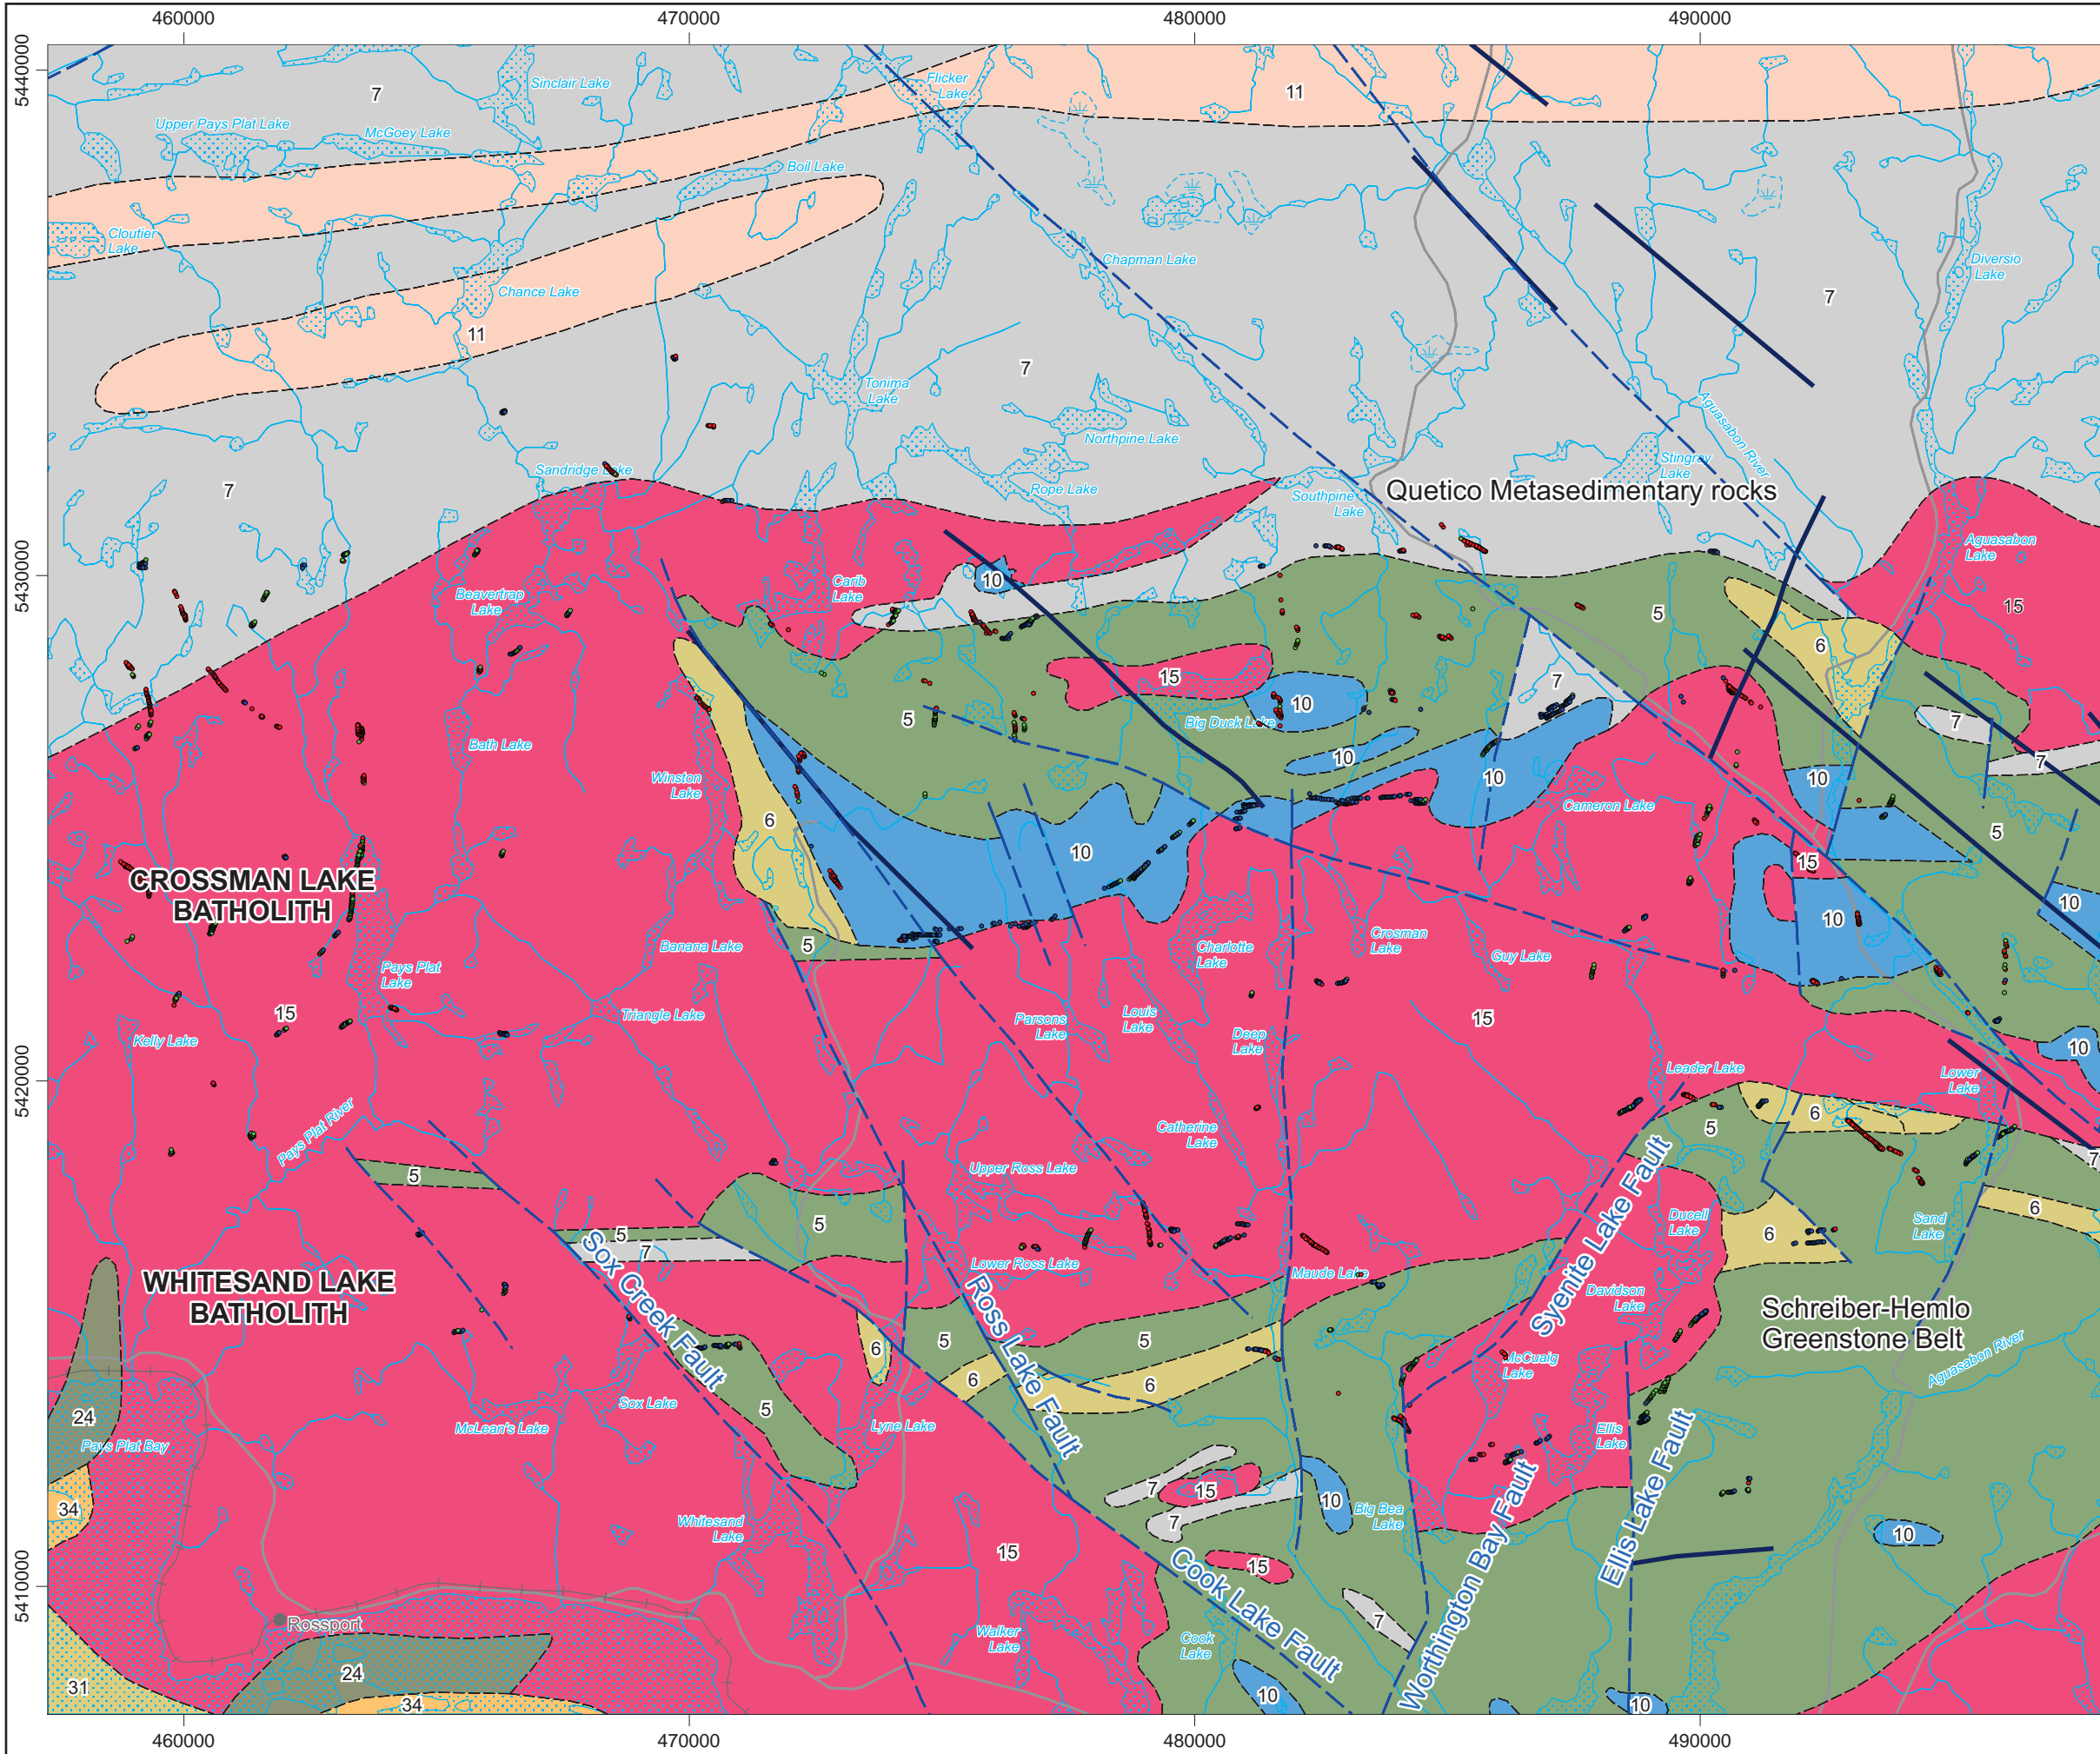 460000
470000
480000
490000
5440000
5430000
5420000
5410000
7
Sinclair Lake
Flicker
Lake
11
Upper Pays Plat Lake
McGoey Lake
Boil Lake
Cloutier
Lake
Chapman Lake
Diversio
Lake
Chance Lake
7
11
7
Tonima
Lake
Aguasabon River
Northpine Lake
Sandridge Lake
Stingray
Lake
7
Rope Lake
Southpine
Lake
Quetico Metasedimentary rocks
Aguasabon
Lake
10
Carib
Lake
Beavertrap
Lake
15
5
6
15
7
10
5
Big Duck Lake
7
Bath Lake
10
7
Winston
Lake
10
10
Cameron Lake
6
5
10
15
CROSSMAN LAKE
BATHOLITH
10
10
Banana Lake
5
Charlotte
Lake
Crosman
Lake
Guy Lake
Pays Plat
Lake
15
Triangle Lake
Parsons
Lake
Louis
Lake
15
Kelly Lake
Deep
Lake
10
Leader Lake
Lower
Lake
Pays Plat River
Catherine
Lake
5
6
7
5
Upper Ross Lake
6
5
5
7
Ducell
Lake
6
Sand
Lake
Lower Ross Lake
Maude Lake
WHITESAND LAKE
BATHOLITH
Sox Creek Fault
Ross Lake Fault
Syenite Lake Fault
Davidson
Lake
Schreiber-Hemlo
Greenstone Belt
6
5
5
McCuaig
Lake
Aguasabon River
6
6
24
Sox Lake
5
McLean's Lake
Lyne Lake
Ellis
Lake
Pays Plat Bay
7
15
10
34
Big Bea
Lake
Whitesand
Lake
7
10
Worthington Bay Fault
Ellis Lake Fault
15
15
Cook Lake Fault
7
Rossport
Walker
Lake
Cook
Lake
24
31
34
10
10
460000
470000
480000
490000